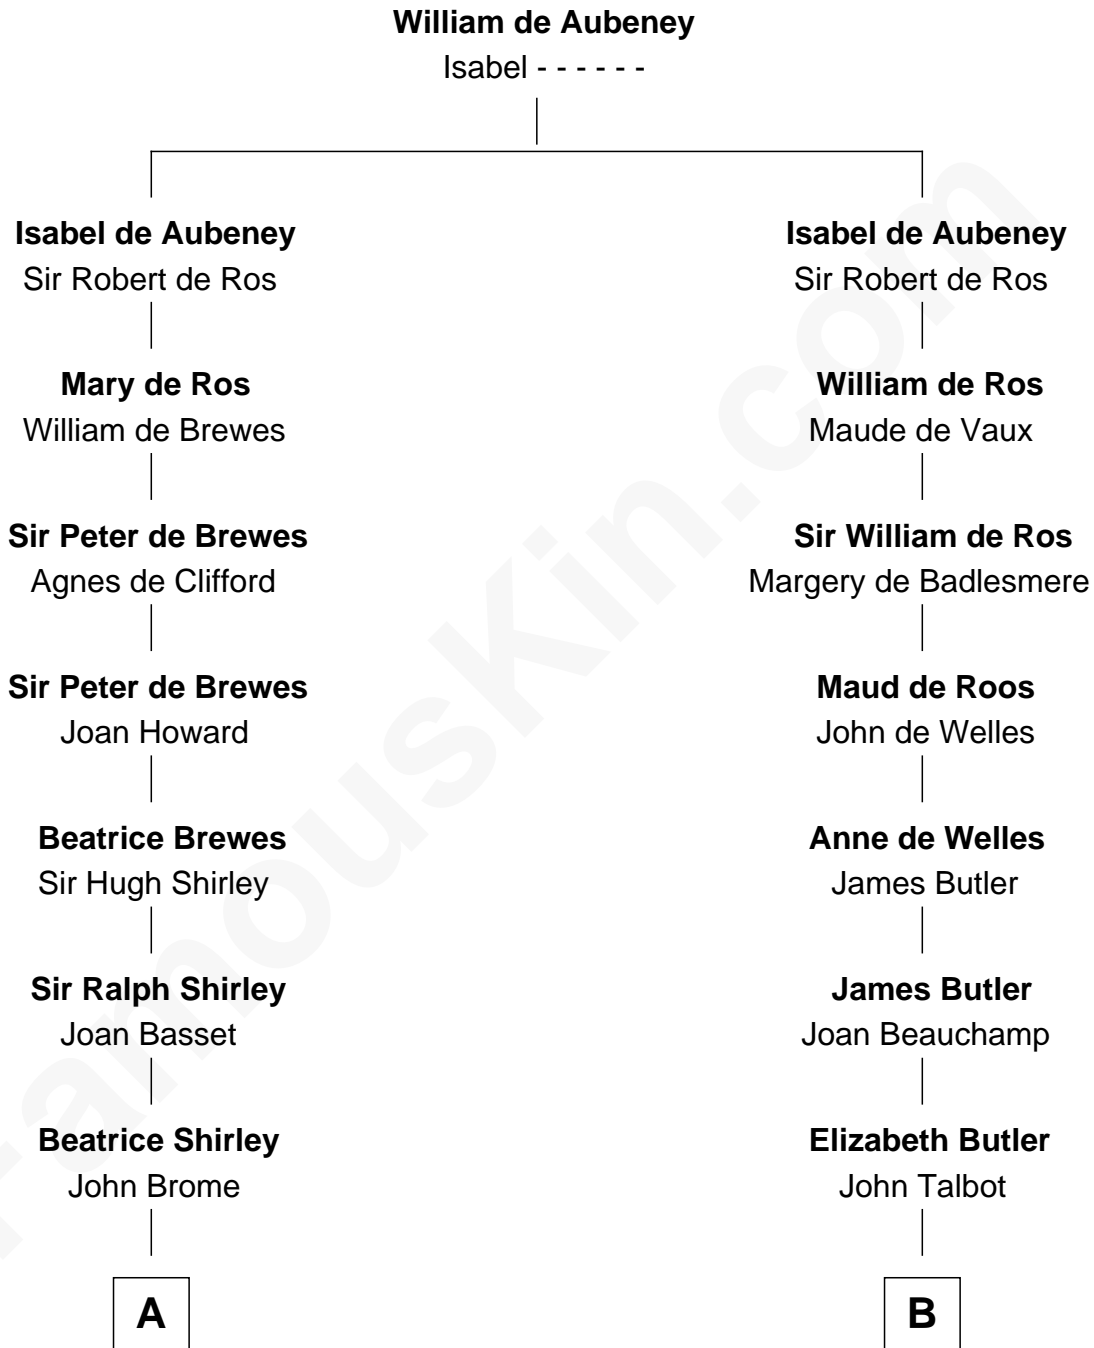 William de Aubeney
Isabel - - - - - -
Isabel de Aubeney
Sir Robert de Ros
Isabel de Aubeney
Sir Robert de Ros
Mary de Ros
William de Brewes
William de Ros
Maude de Vaux
Sir Peter de Brewes
Agnes de Clifford
Sir William de Ros
Margery de Badlesmere
Sir Peter de Brewes
Joan Howard
Maud de Roos
John de Welles
Beatrice Brewes
Sir Hugh Shirley
Anne de Welles
James Butler
Sir Ralph Shirley
Joan Basset
James Butler
Joan Beauchamp
Beatrice Shirley
John Brome
Elizabeth Butler
John Talbot
A
B
FamousKin.com